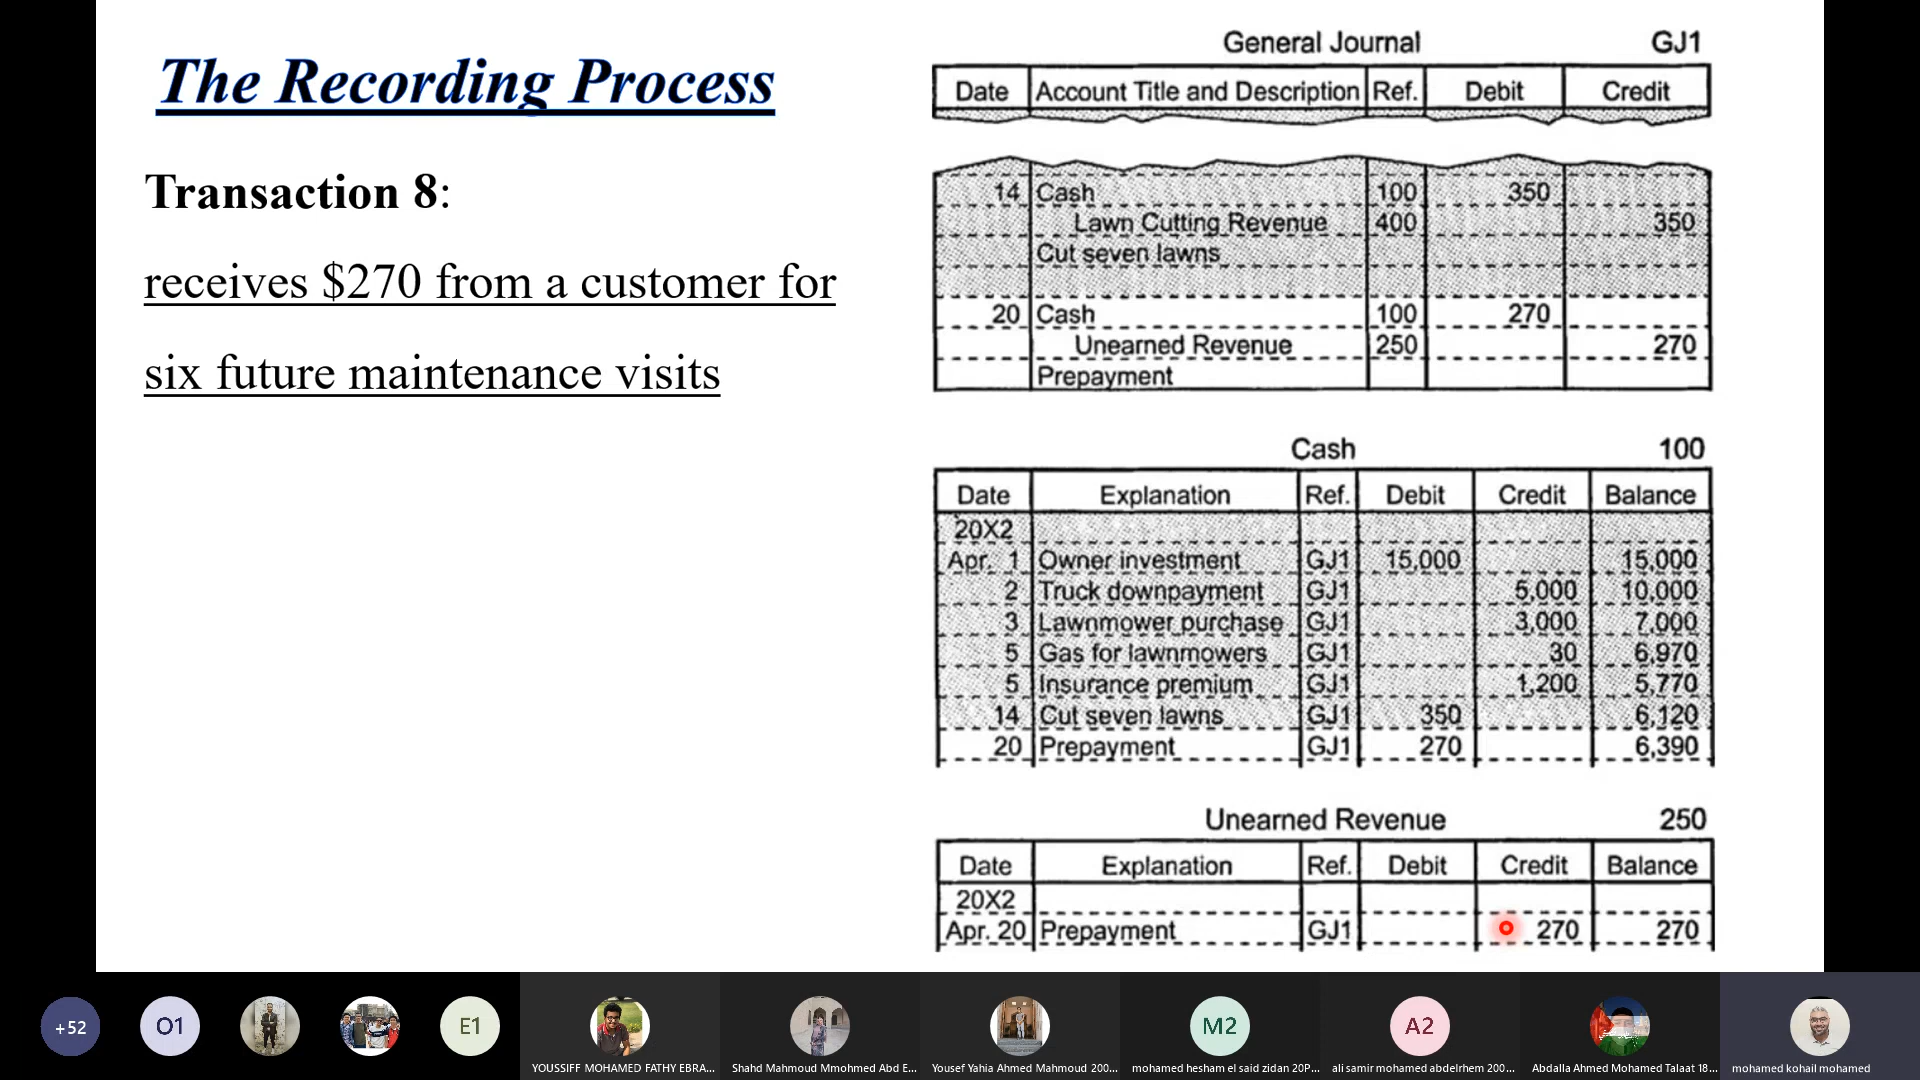 The Recording Process
Transaction 8:
receives $270 from a customer for
six future maintenance visits
General Journal GJ1
Date Account Title and Description Ref. Debit Credit
14 Cash 100 350
Lawn Cutting Revenue 400 350
Cut seven lawns
20 Cash 100 270
Unearned Revenue 250 270
Prepayment
Cash 100
Date Explanation Ref. Debit Credit Balance
20X2
Apr. 1 Owner investment GJ1 15,000 15,000
2 Truck downpayment GJ1 5,000 10,000
3 Lawnmower purchase GJ1 3,000 7,000
5 Gas for lawnmowers GJ1 30 6,970
5 Insurance premium GJ1 1,200 5,770
14 Cut seven lawns GJ1 350 6,120
20 Prepayment GJ1 270 6,390
Unearned Revenue 250
Date Explanation Ref. Debit Credit Balance
20X2
Apr. 20 Prepayment GJ1 270 270
+52 O1 E1 M2 A2
YOUSSIFF MOHAMED FATHY EBRA... Shahd Mahmoud Mmohmed Abd E... Yousef Yahia Ahmed Mahmoud 200... mohamed hesham el said zidan 20P... ali samir mohamed abdelrhem 200... Abdalla Ahmed Mohamed Talaat 18... mohamed kohail mohamed